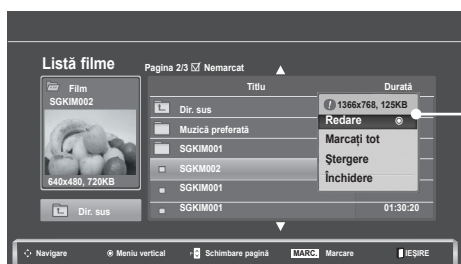 Listă filme
Pagina 2/3 Nemarcat
Film
SGKIM002
640x480, 720KB
Dir. sus
Titlu
Durată
Dir. sus
Muzică preferată
SGKIM001
SGKM002
SGKIM001
SGKIM001
01:30:20
1366x768, 125KB
Redare
Marcați tot
Ștergere
Închidere
Navigare
Meniu vertical
P
Schimbare pagină
MARC.
Marcare
IEȘIRE